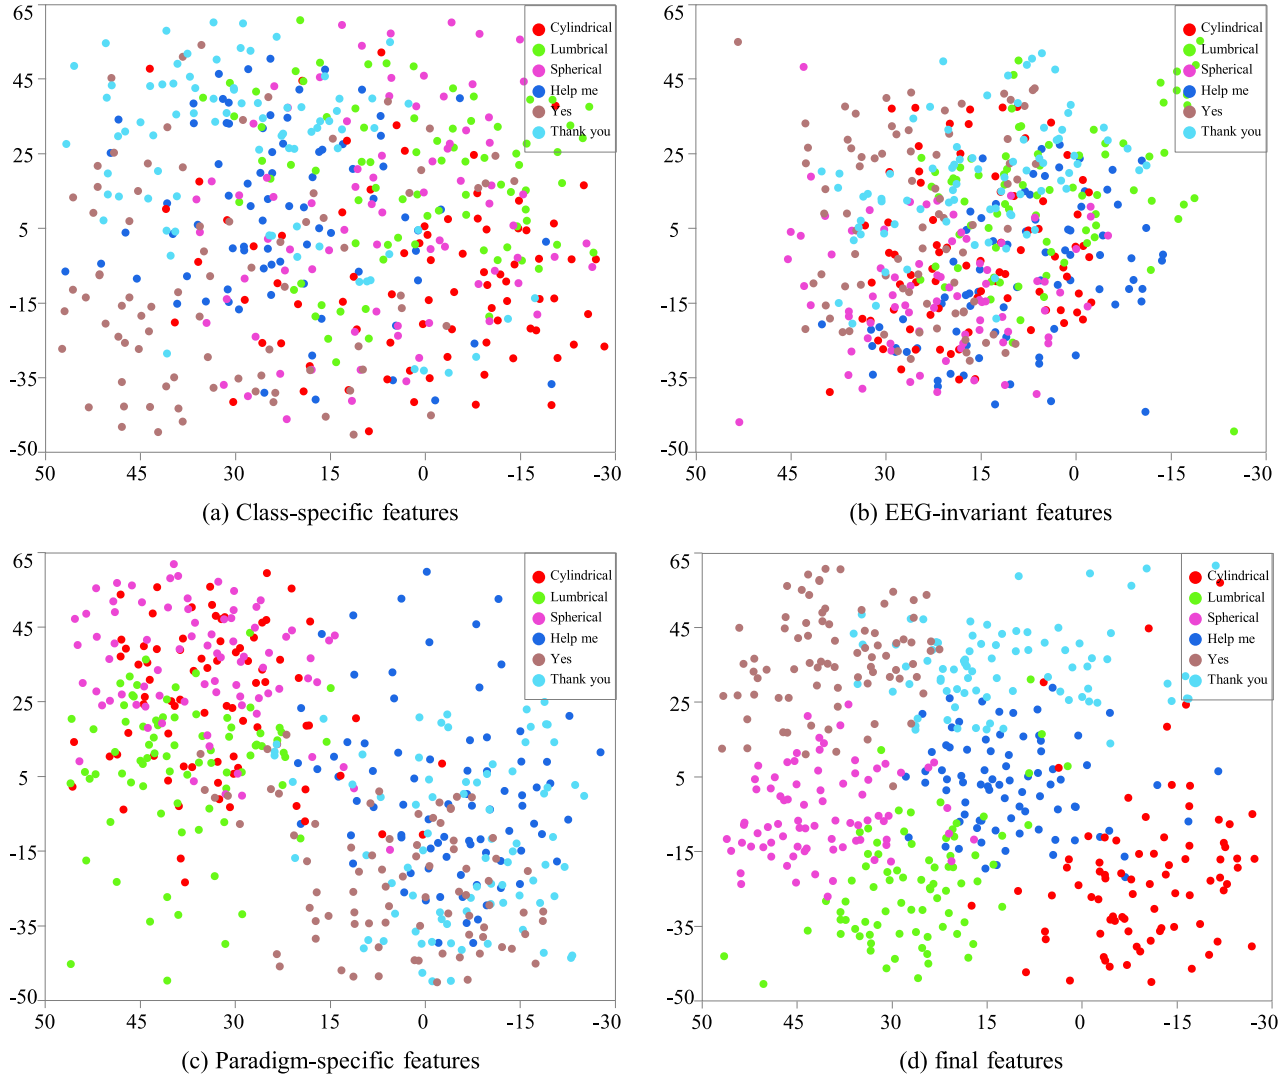 65
45
25
5
-15
-35
-50
50
45
30
15
0
-15
-30
Cylindrical
Lumbrical
Spherical
Help me
Yes
Thank you
(a) Class-specific features
65
45
25
5
-15
-35
-50
50
45
30
15
0
-15
-30
Cylindrical
Lumbrical
Spherical
Help me
Yes
Thank you
(b) EEG-invariant features
65
45
25
5
-15
-35
-50
50
45
30
15
0
-15
-30
Cylindrical
Lumbrical
Spherical
Help me
Yes
Thank you
(c) Paradigm-specific features
65
45
25
5
-15
-35
-50
50
45
30
15
0
-15
-30
Cylindrical
Lumbrical
Spherical
Help me
Yes
Thank you
(d) final features